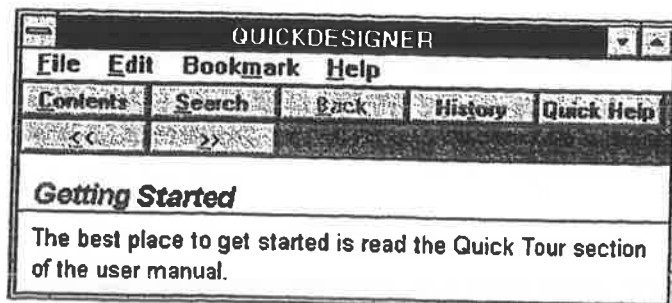 QUICKDESIGNER
File Edit Bookmark Help
Contents Search Back History Quick Help
<< >>
Getting Started
The best place to get started is read the Quick Tour section
of the user manual.